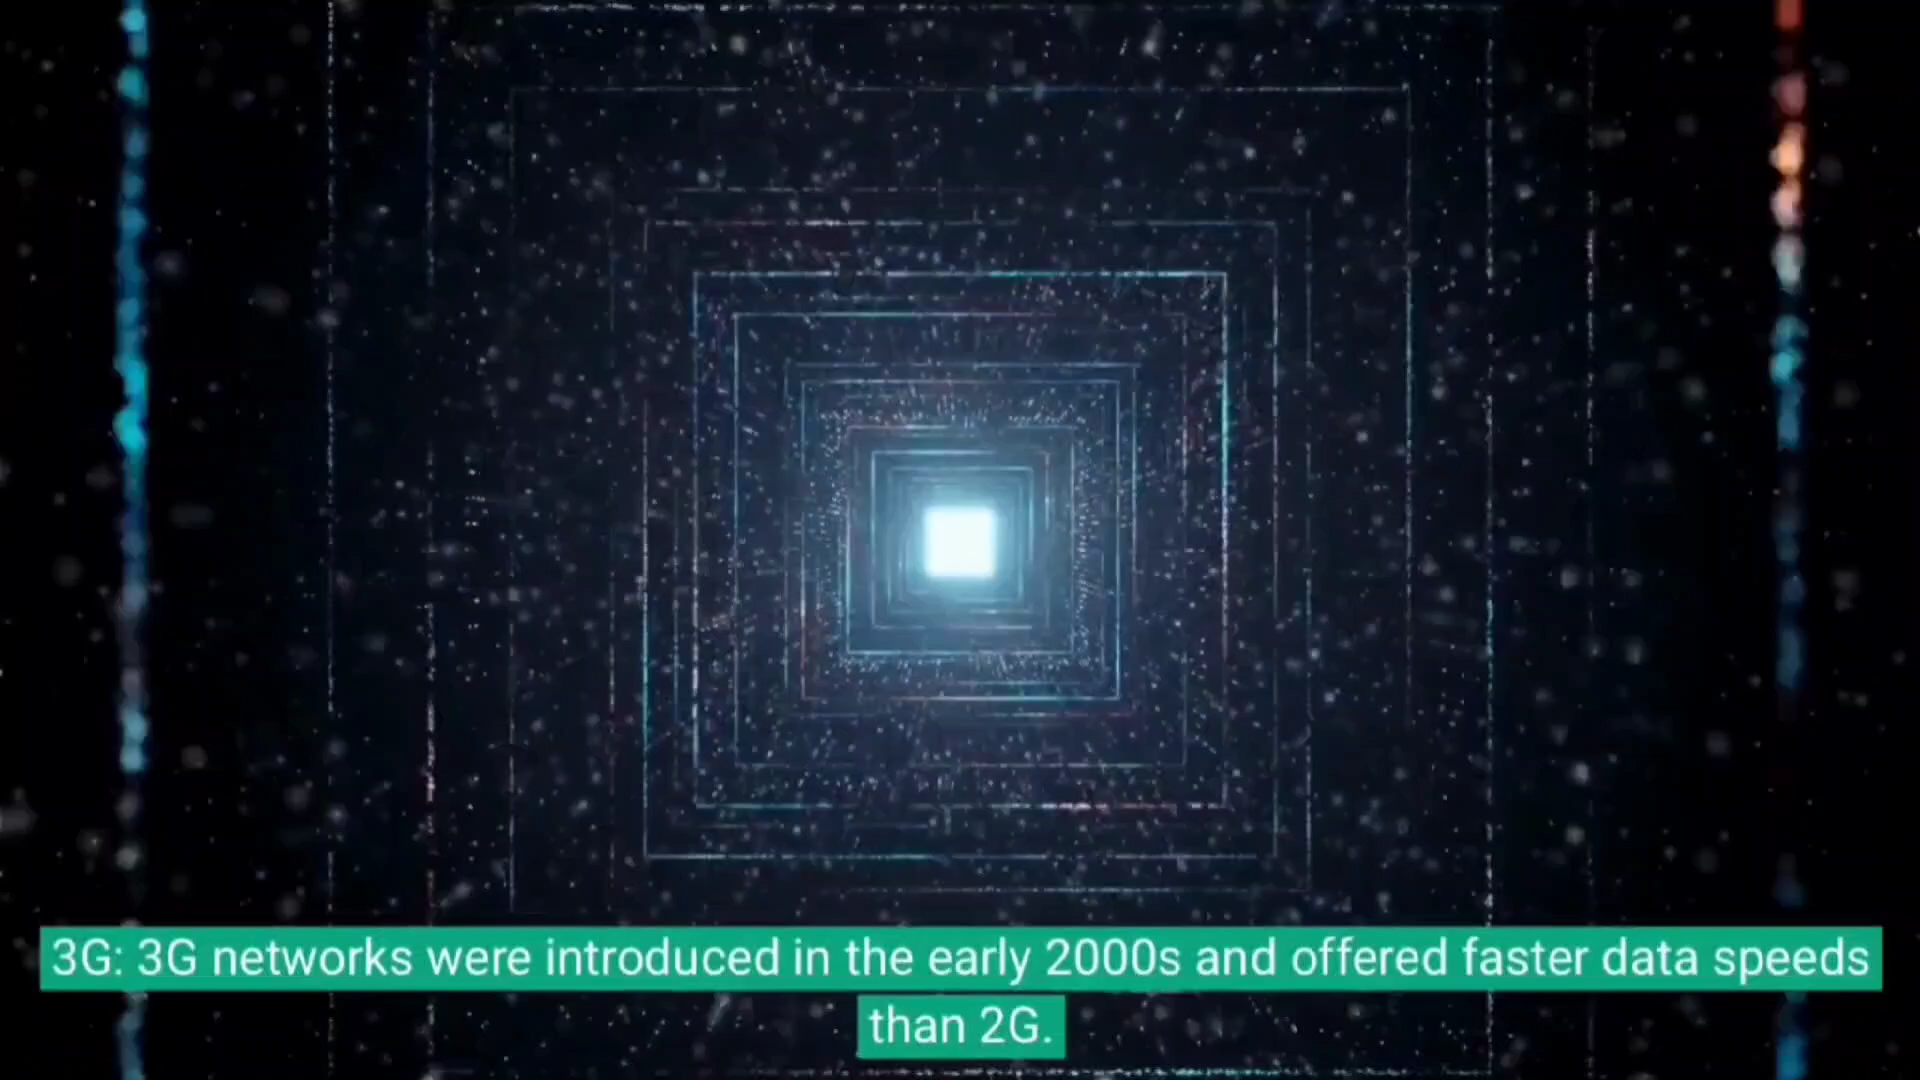 3G: 3G networks were introduced in the early 2000s and offered faster data speeds
than 2G.